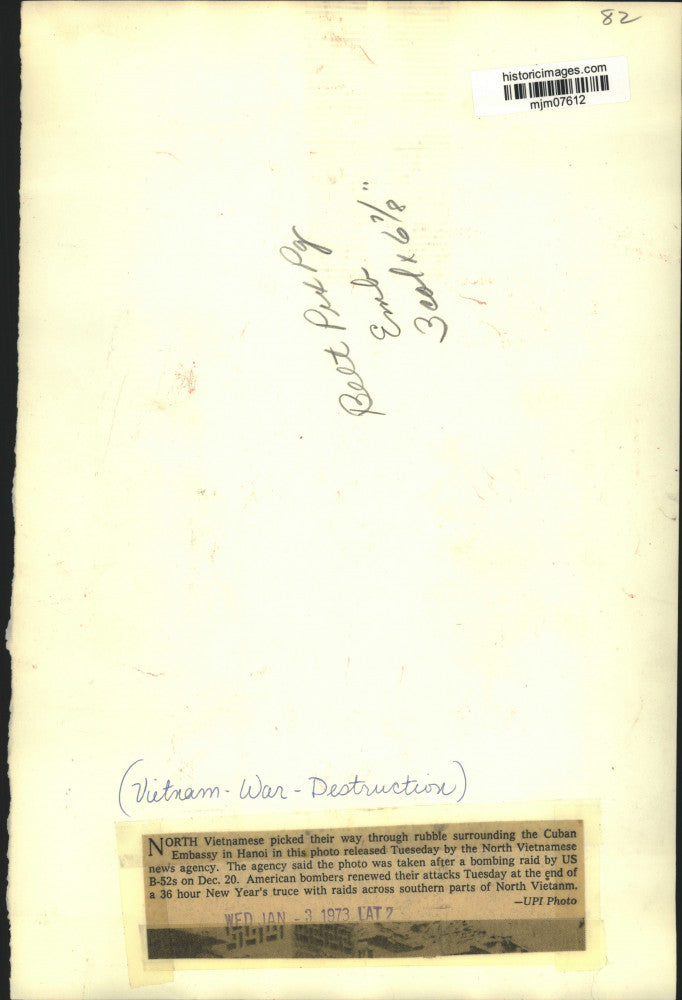 82
historicimages.com
mjm07612
Belt Pix Pg
Emb
3 col x 6 7/8"
(Vietnam - War - Destruction)
NORTH Vietnamese picked their way through rubble surrounding the Cuban
Embassy in Hanoi in this photo released Tueseday by the North Vietnamese
news agency. The agency said the photo was taken after a bombing raid by US
B-52s on Dec. 20. American bombers renewed their attacks Tuesday at the end of
a 36 hour New Year's truce with raids across southern parts of North Vietanm.
—UPI Photo
WED JAN - 3 1973 LAT 2